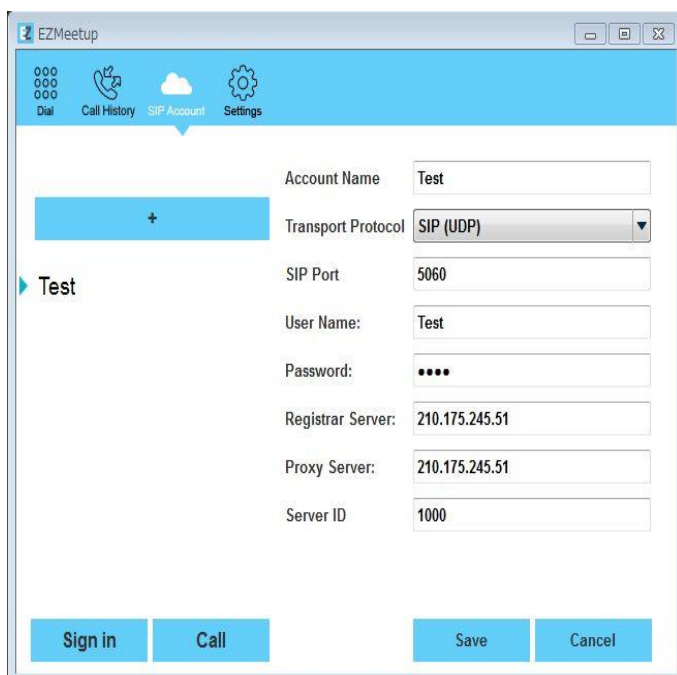 EZMeetup
Dial Call History SIP Account Settings
+
Test
Account Name Test
Transport Protocol SIP (UDP)
SIP Port 5060
User Name: Test
Password: ••••
Registrar Server: 210.175.245.51
Proxy Server: 210.175.245.51
Server ID 1000
Sign in Call Save Cancel